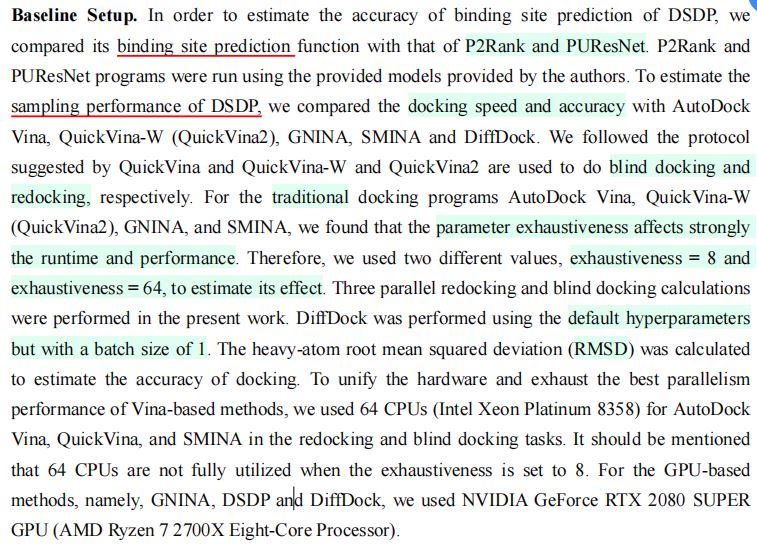 Baseline Setup. In order to estimate the accuracy of binding site prediction of DSDP, we
compared its binding site prediction function with that of P2Rank and PUResNet. P2Rank and
PUResNet programs were run using the provided models provided by the authors. To estimate the
sampling performance of DSDP, we compared the docking speed and accuracy with AutoDock
Vina, QuickVina-W (QuickVina2), GNINA, SMINA and DiffDock. We followed the protocol
suggested by QuickVina and QuickVina-W and QuickVina2 are used to do blind docking and
redocking, respectively. For the traditional docking programs AutoDock Vina, QuickVina-W
(QuickVina2), GNINA, and SMINA, we found that the parameter exhaustiveness affects strongly
the runtime and performance. Therefore, we used two different values, exhaustiveness = 8 and
exhaustiveness = 64, to estimate its effect. Three parallel redocking and blind docking calculations
were performed in the present work. DiffDock was performed using the default hyperparameters
but with a batch size of 1. The heavy-atom root mean squared deviation (RMSD) was calculated
to estimate the accuracy of docking. To unify the hardware and exhaust the best parallelism
performance of Vina-based methods, we used 64 CPUs (Intel Xeon Platinum 8358) for AutoDock
Vina, QuickVina, and SMINA in the redocking and blind docking tasks. It should be mentioned
that 64 CPUs are not fully utilized when the exhaustiveness is set to 8. For the GPU-based
methods, namely, GNINA, DSDP and DiffDock, we used NVIDIA GeForce RTX 2080 SUPER
GPU (AMD Ryzen 7 2700X Eight-Core Processor).